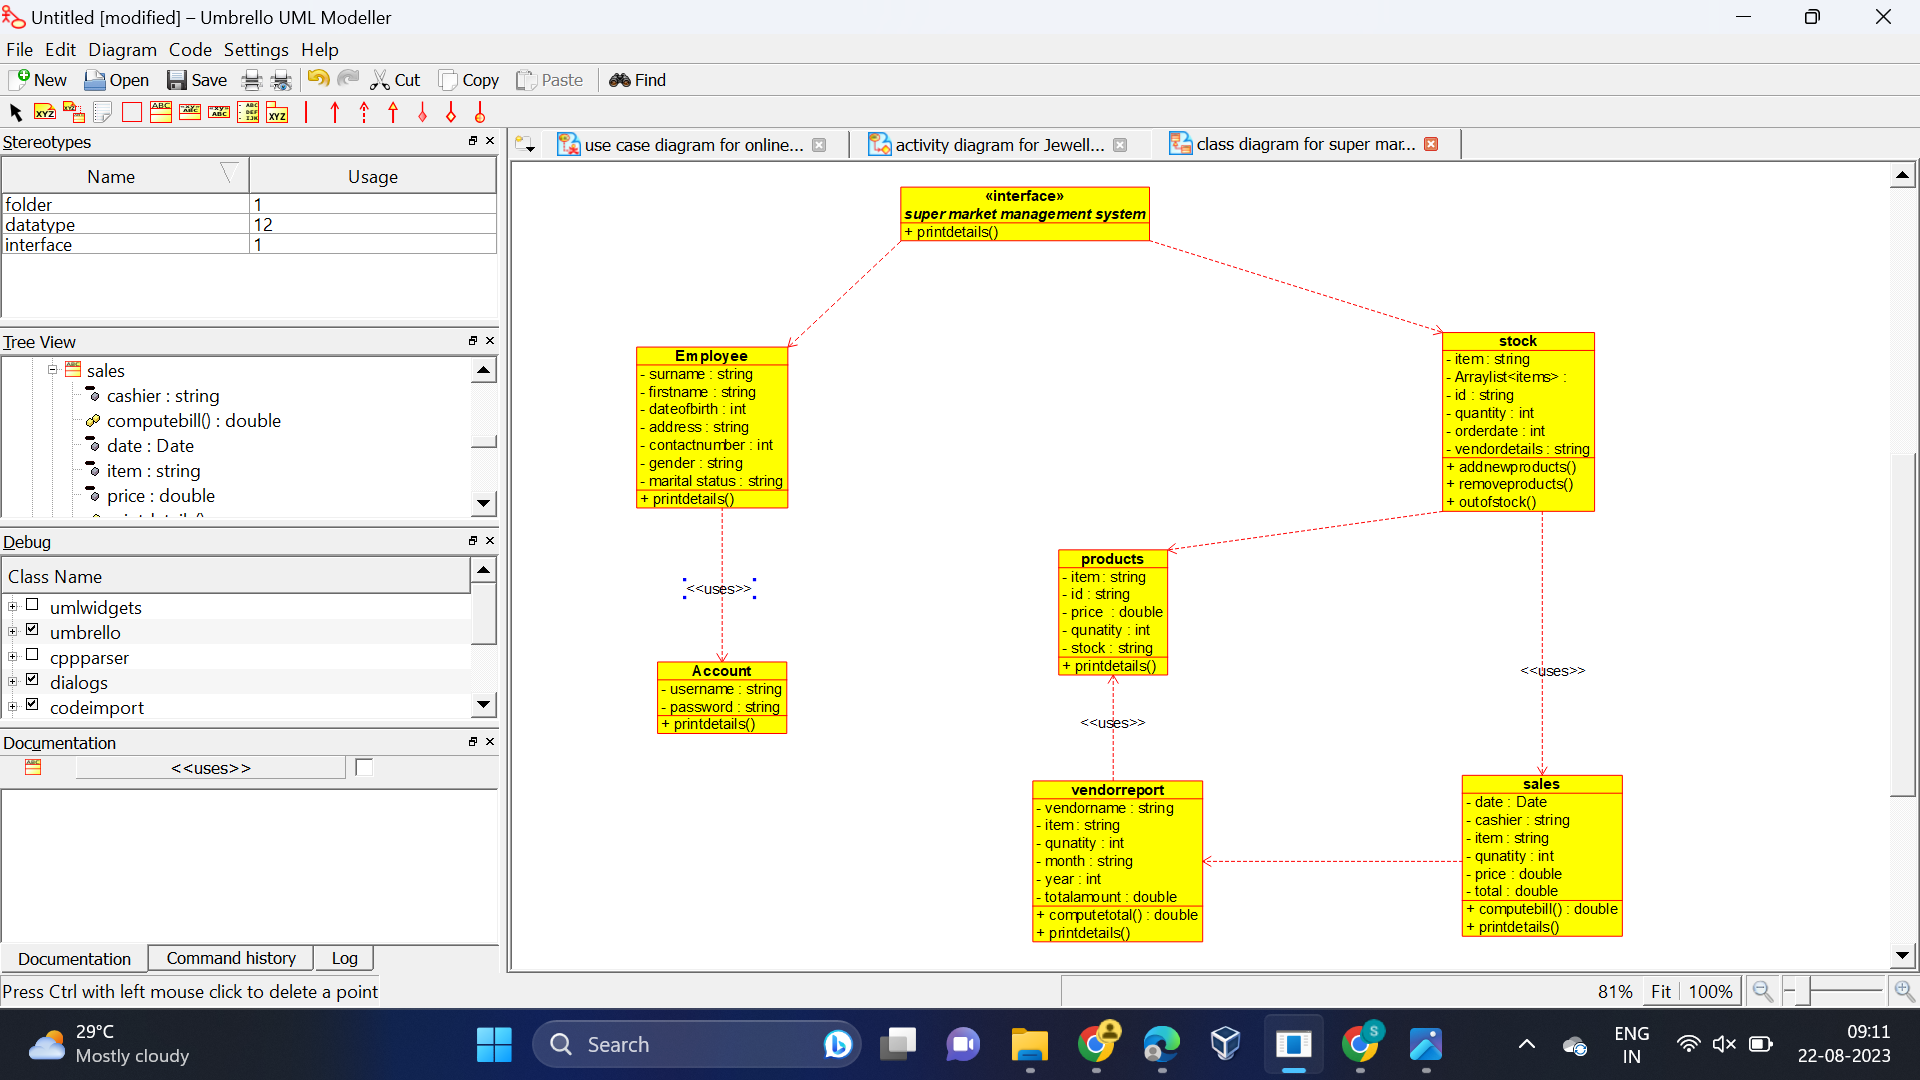 Untitled [modified] – Umbrello UML Modeller
File Edit Diagram Code Settings Help
New Open Save Cut Copy Paste Find
Stereotypes
Name Usage
folder 1
datatype 12
interface 1
Tree View
sales
cashier : string
computebill() : double
date : Date
item : string
price : double
Debug
Class Name
umlwidgets
umbrello
cppparser
dialogs
codeimport
Documentation
<<uses>>
Documentation Command history Log
Press Ctrl with left mouse click to delete a point
use case diagram for online...
activity diagram for Jewell...
class diagram for super mar...
«interface»
super market management system
+ printdetails()
Employee
- surname : string
- firstname : string
- dateofbirth : int
- address : string
- contactnumber : int
- gender : string
- marital status : string
+ printdetails()
<<uses>>
Account
- username : string
- password : string
+ printdetails()
stock
- item : string
- Arraylist<items> :
- id : string
- quantity : int
- orderdate : int
- vendordetails : string
+ addnewproducts()
+ removeproducts()
+ outofstock()
products
- item : string
- id : string
- price : double
- qunatity : int
- stock : string
+ printdetails()
<<uses>>
<<uses>>
vendorreport
- vendorname : string
- item : string
- qunatity : int
- month : string
- year : int
- totalamount : double
+ computetotal() : double
+ printdetails()
sales
- date : Date
- cashier : string
- item : string
- qunatity : int
- price : double
- total : double
+ computebill() : double
+ printdetails()
81% Fit 100%
29°C
Mostly cloudy
Search
ENG
IN
09:11
22-08-2023